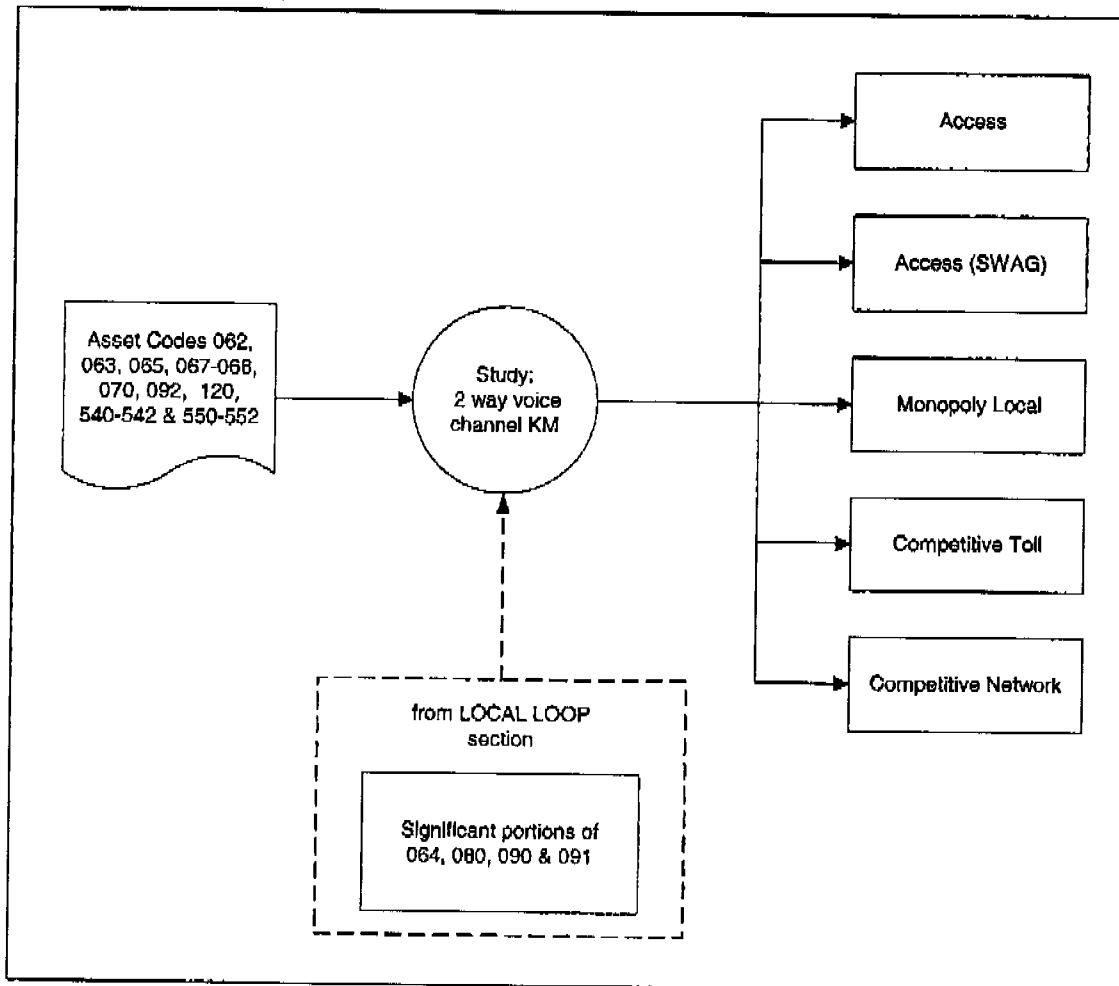 Asset Codes 062,
063, 065, 067-068,
070, 092, 120,
540-542 & 550-552
Study:
2 way voice
channel KM
from LOCAL LOOP
section
Significant portions of
064, 080, 090 & 091
Access
Access (SWAG)
Monopoly Local
Competitive Toll
Competitive Network